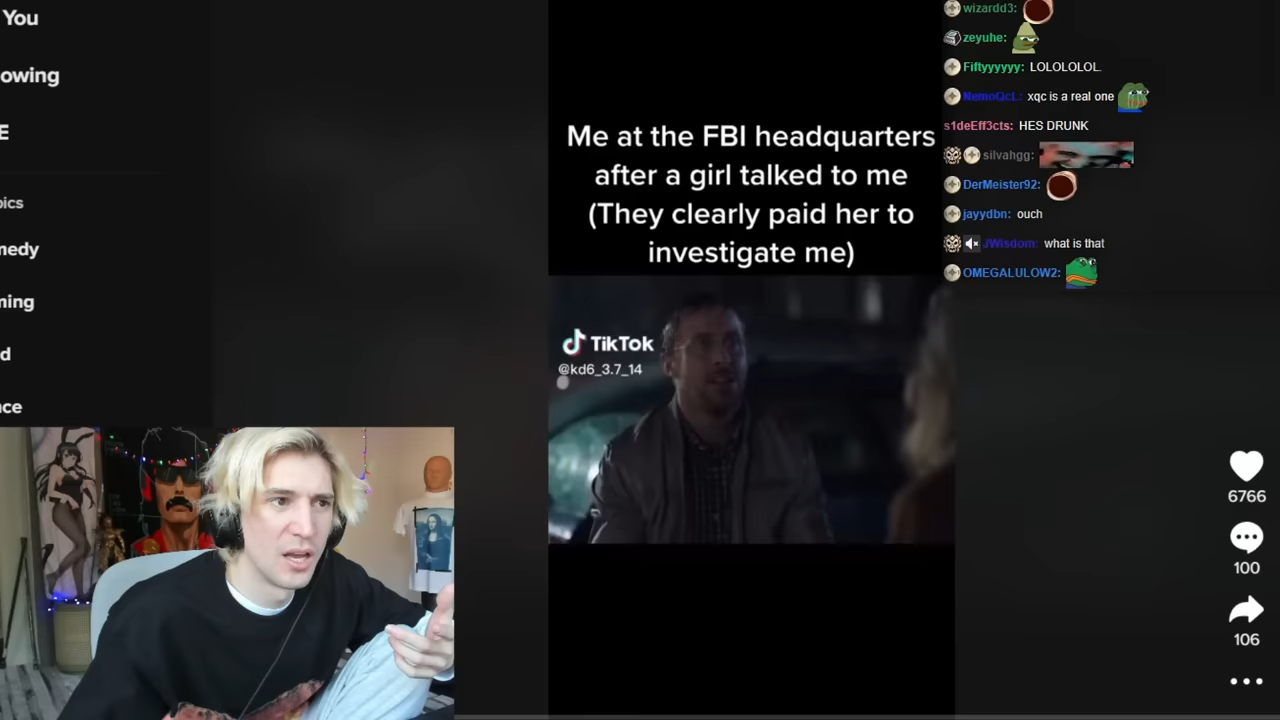 You
owing
E
pics
nedy
ning
d
nce
Me at the FBI headquarters
after a girl talked to me
(They clearly paid her to
investigate me)
TikTok
@kd6_3.7_14
wizardd3:
zeyuhe:
Fiftyyyyyy: LOLOLOLOL.
NemoQcL: xqc is a real one
s1deEff3cts: HES DRUNK
silvahgg:
DerMeister92:
jayydbn: ouch
JWisdom: what is that
OMEGALULOW2:
6766
100
106